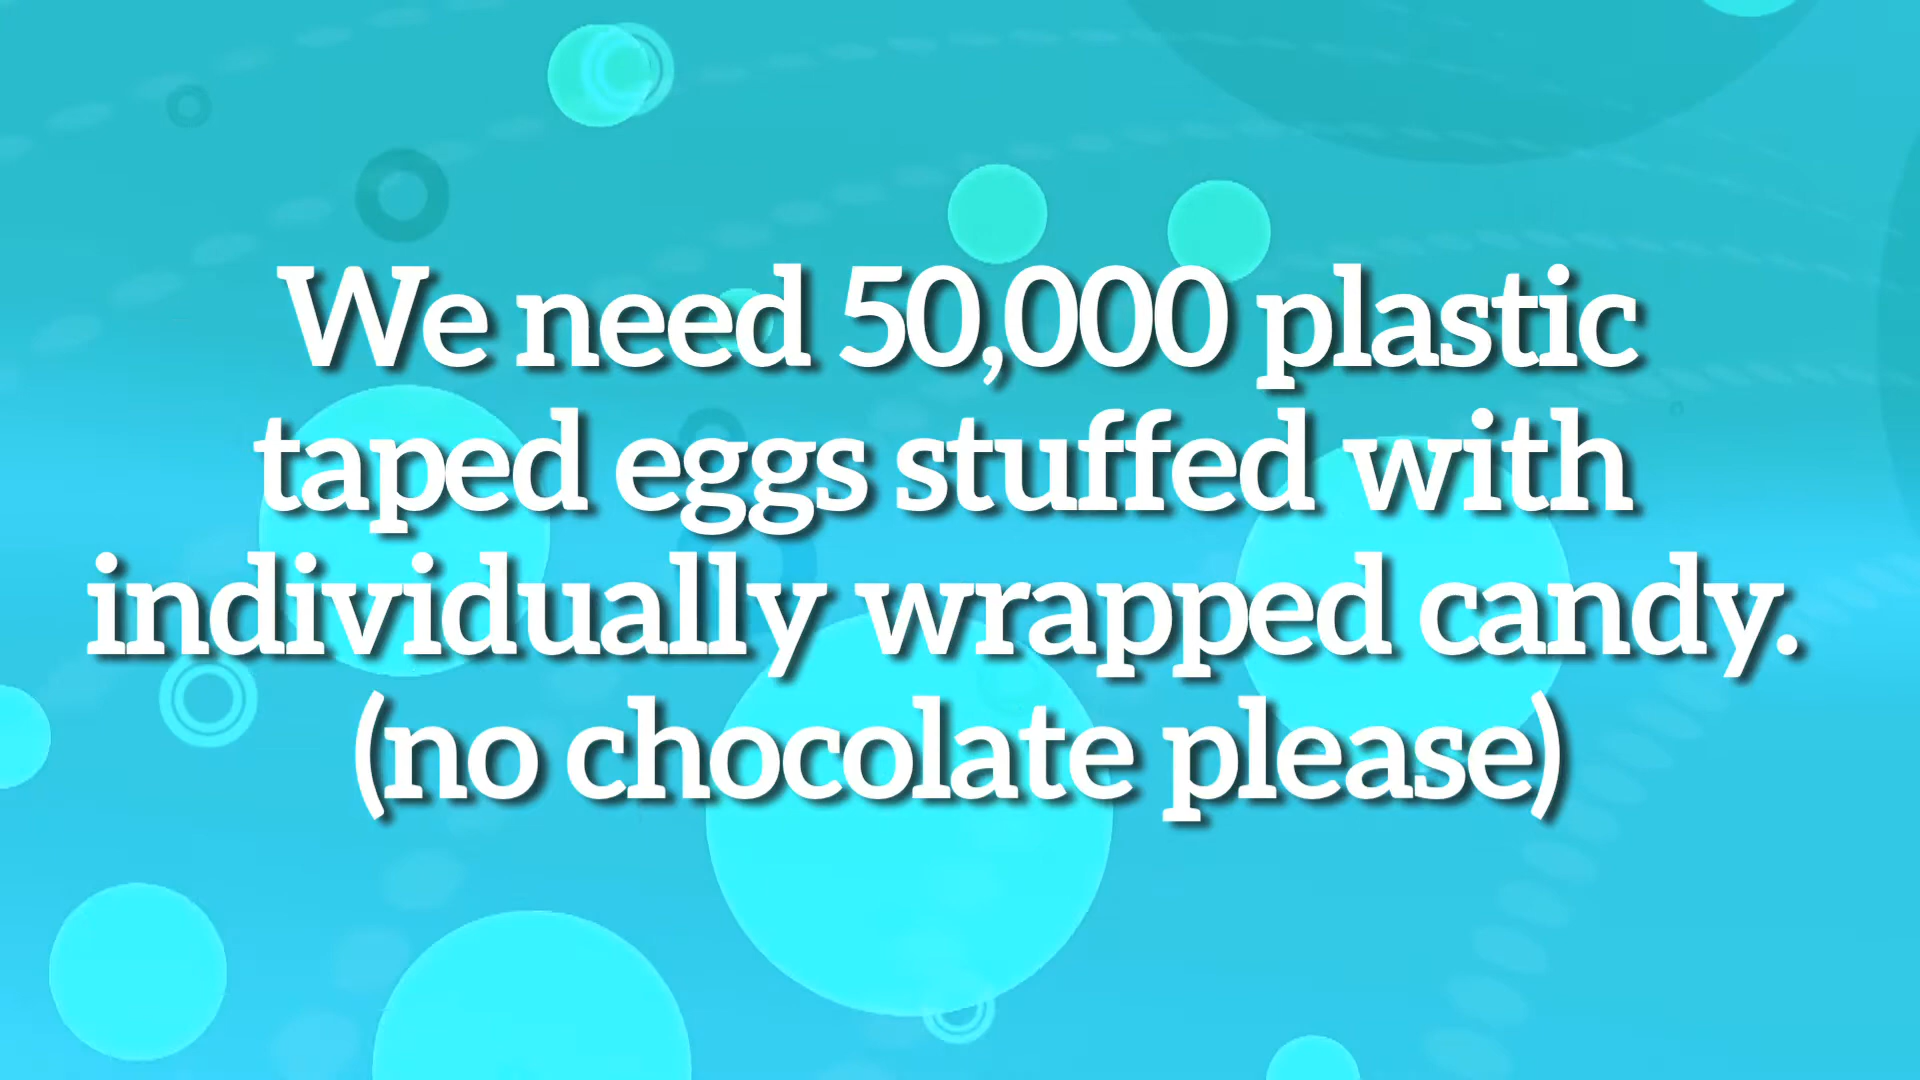 We need 50,000 plastic
taped eggs stuffed with
individually wrapped candy.
(no chocolate please)